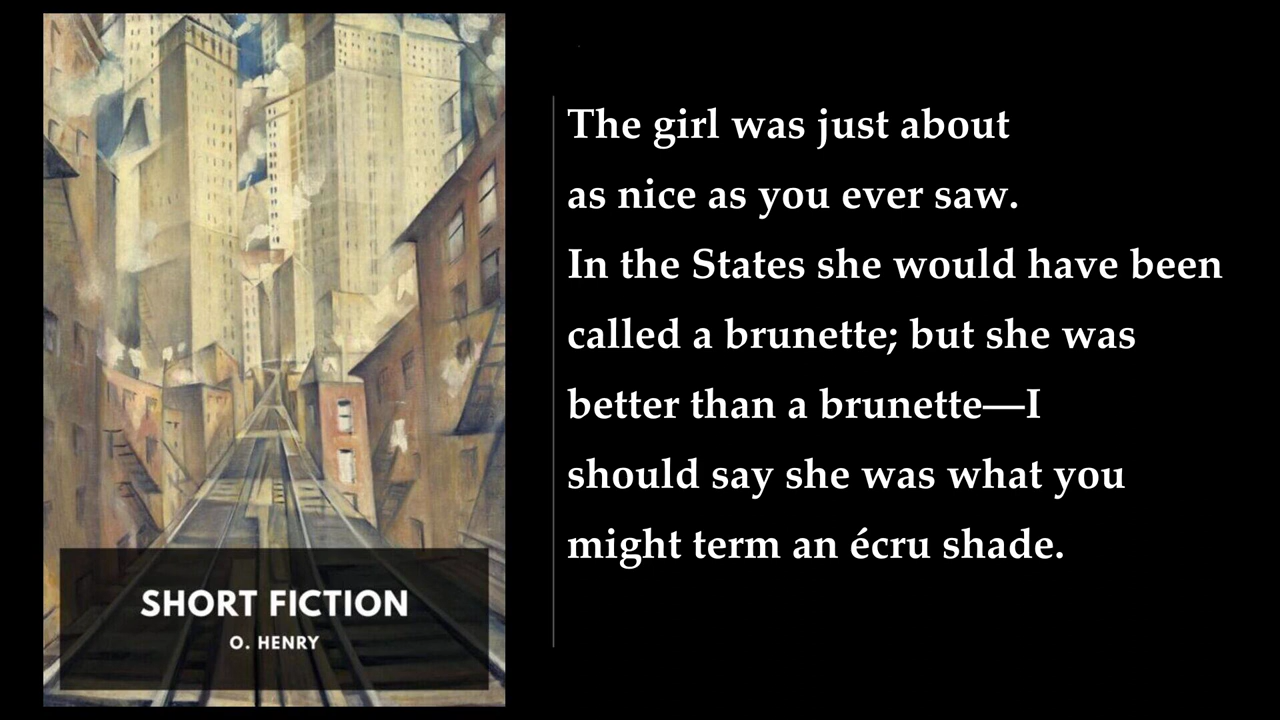 SHORT FICTION
O. HENRY
The girl was just about
as nice as you ever saw.
In the States she would have been
called a brunette; but she was
better than a brunette—I
should say she was what you
might term an écru shade.